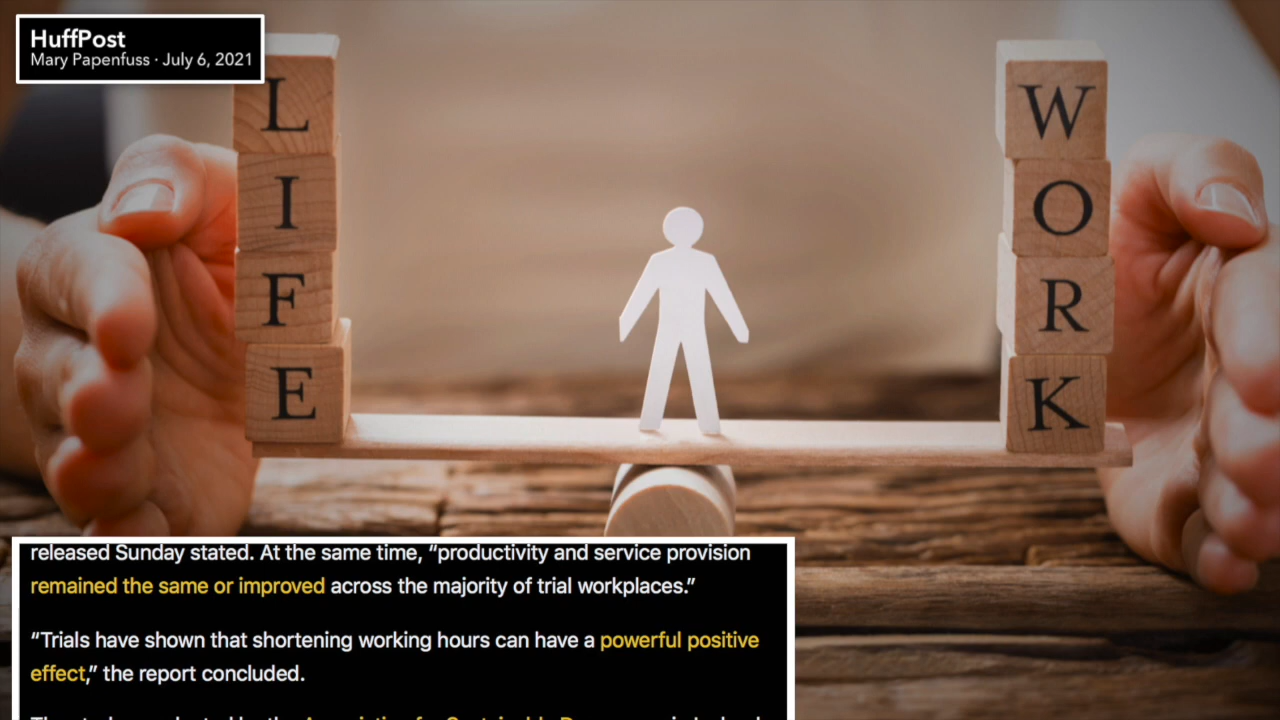 HuffPost
Mary Papenfuss · July 6, 2021
L
I
F
E
W
O
R
K
released Sunday stated. At the same time, “productivity and service provision
remained the same or improved across the majority of trial workplaces.”
“Trials have shown that shortening working hours can have a powerful positive
effect,” the report concluded.